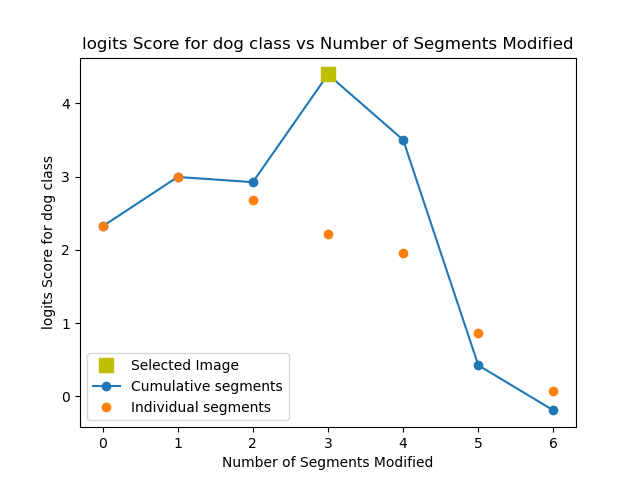 logits Score for dog class vs Number of Segments Modified
logits Score for dog class
4
3
2
1
0
Selected Image
Cumulative segments
Individual segments
0 1 2 3 4 5 6
Number of Segments Modified